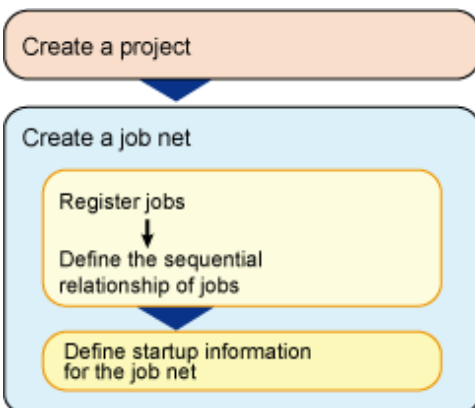 Create a project
Create a job net
Register jobs
Define the sequential
relationship of jobs
Define startup information
for the job net